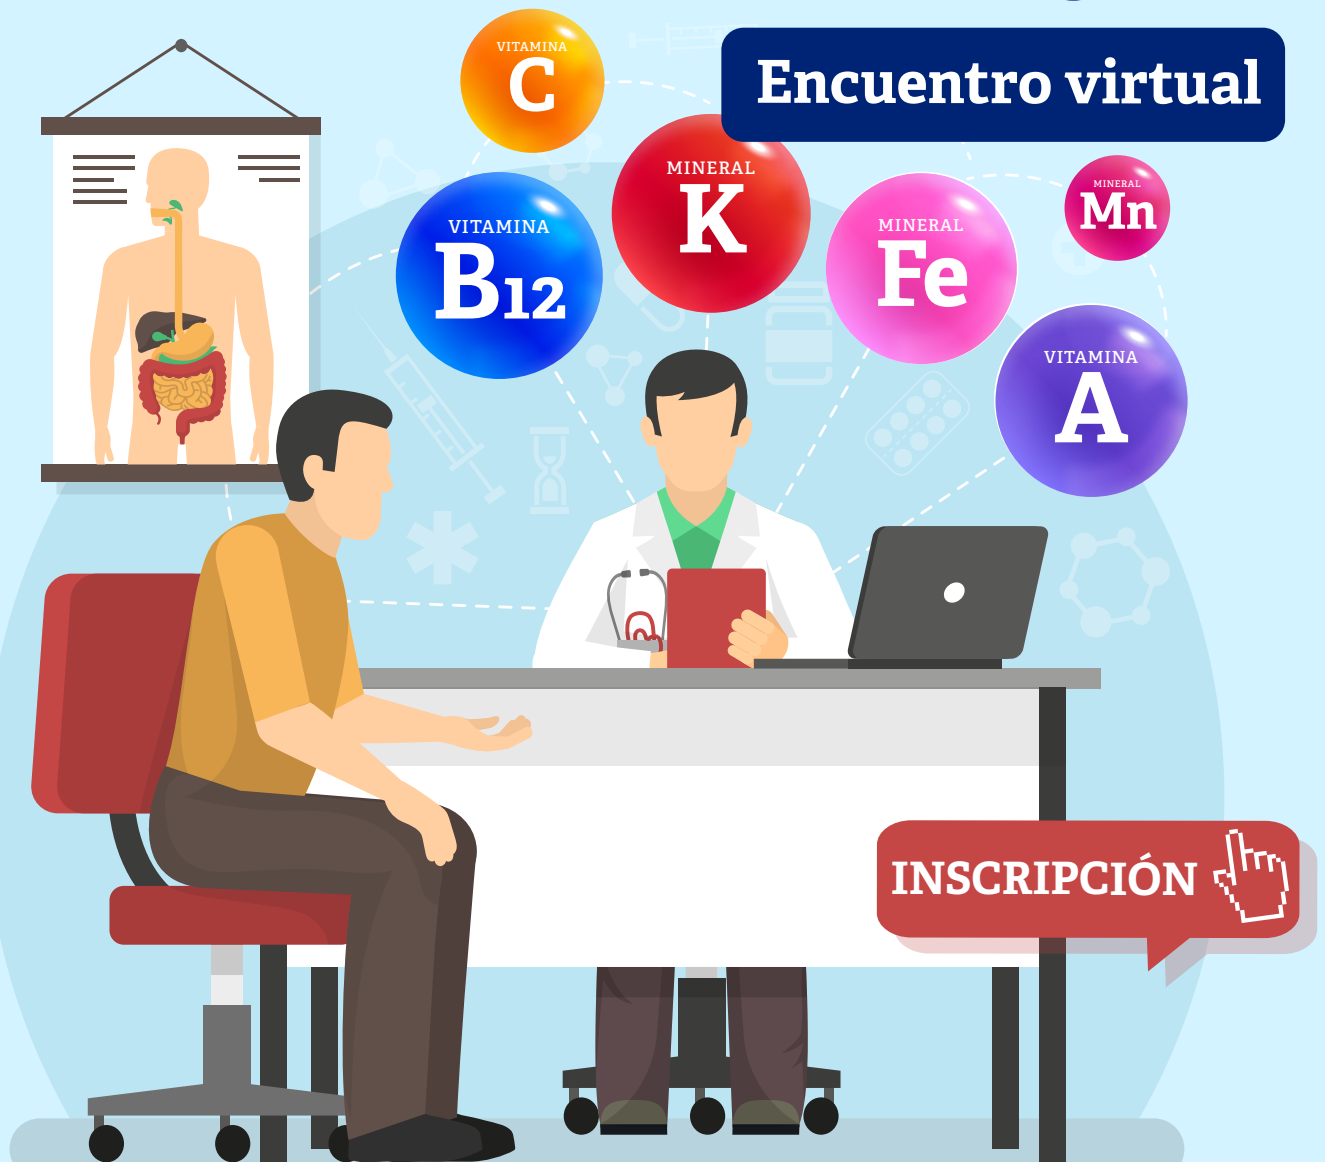 Encuentro virtual
VITAMINA
C
MINERAL
K
VITAMINA
B12
MINERAL
Fe
MINERAL
Mn
VITAMINA
A
INSCRIPCIÓN